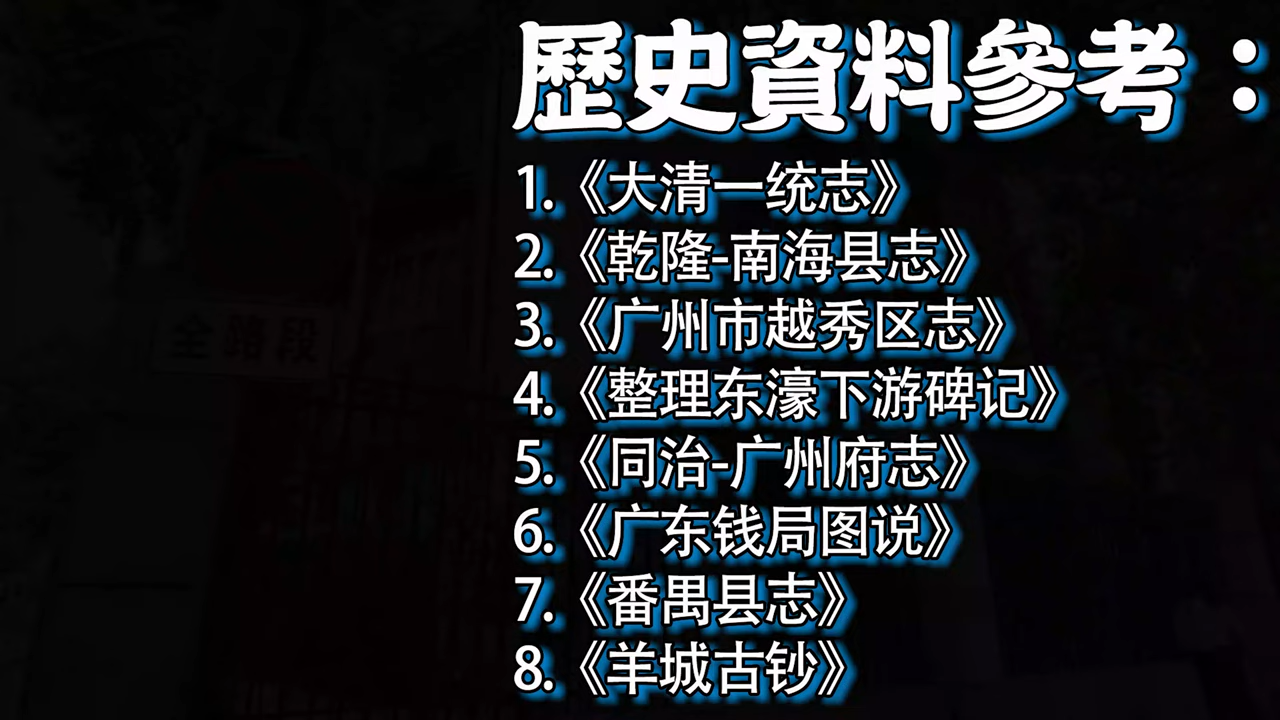 歷史資料參考：
1.《大清一统志》
2.《乾隆-南海县志》
3.《广州市越秀区志》
4.《整理东濠下游碑记》
5.《同治-广州府志》
6.《广东钱局图说》
7.《番禺县志》
8.《羊城古钞》
全路段